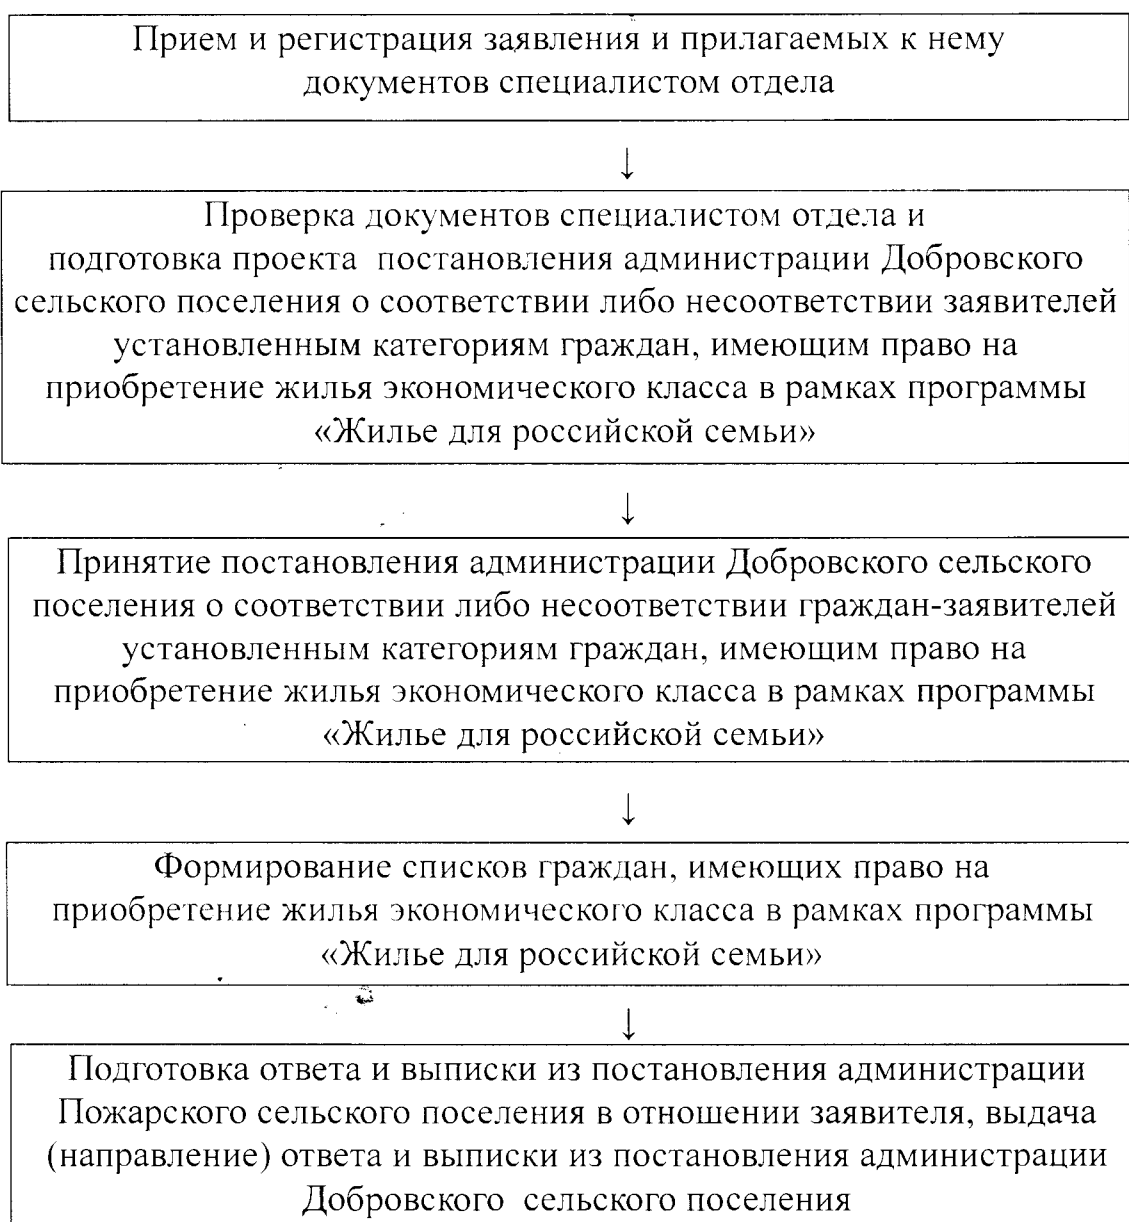 Прием и регистрация заявления и прилагаемых к нему
документов специалистом отдела
↓
Проверка документов специалистом отдела и
подготовка проекта постановления администрации Добровского
сельского поселения о соответствии либо несоответствии заявителей
установленным категориям граждан, имеющим право на
приобретение жилья экономического класса в рамках программы
«Жилье для российской семьи»
↓
Принятие постановления администрации Добровского сельского
поселения о соответствии либо несоответствии граждан-заявителей
установленным категориям граждан, имеющим право на
приобретение жилья экономического класса в рамках программы
«Жилье для российской семьи»
↓
Формирование списков граждан, имеющих право на
приобретение жилья экономического класса в рамках программы
«Жилье для российской семьи»
↓
Подготовка ответа и выписки из постановления администрации
Пожарского сельского поселения в отношении заявителя, выдача
(направление) ответа и выписки из постановления администрации
Добровского сельского поселения